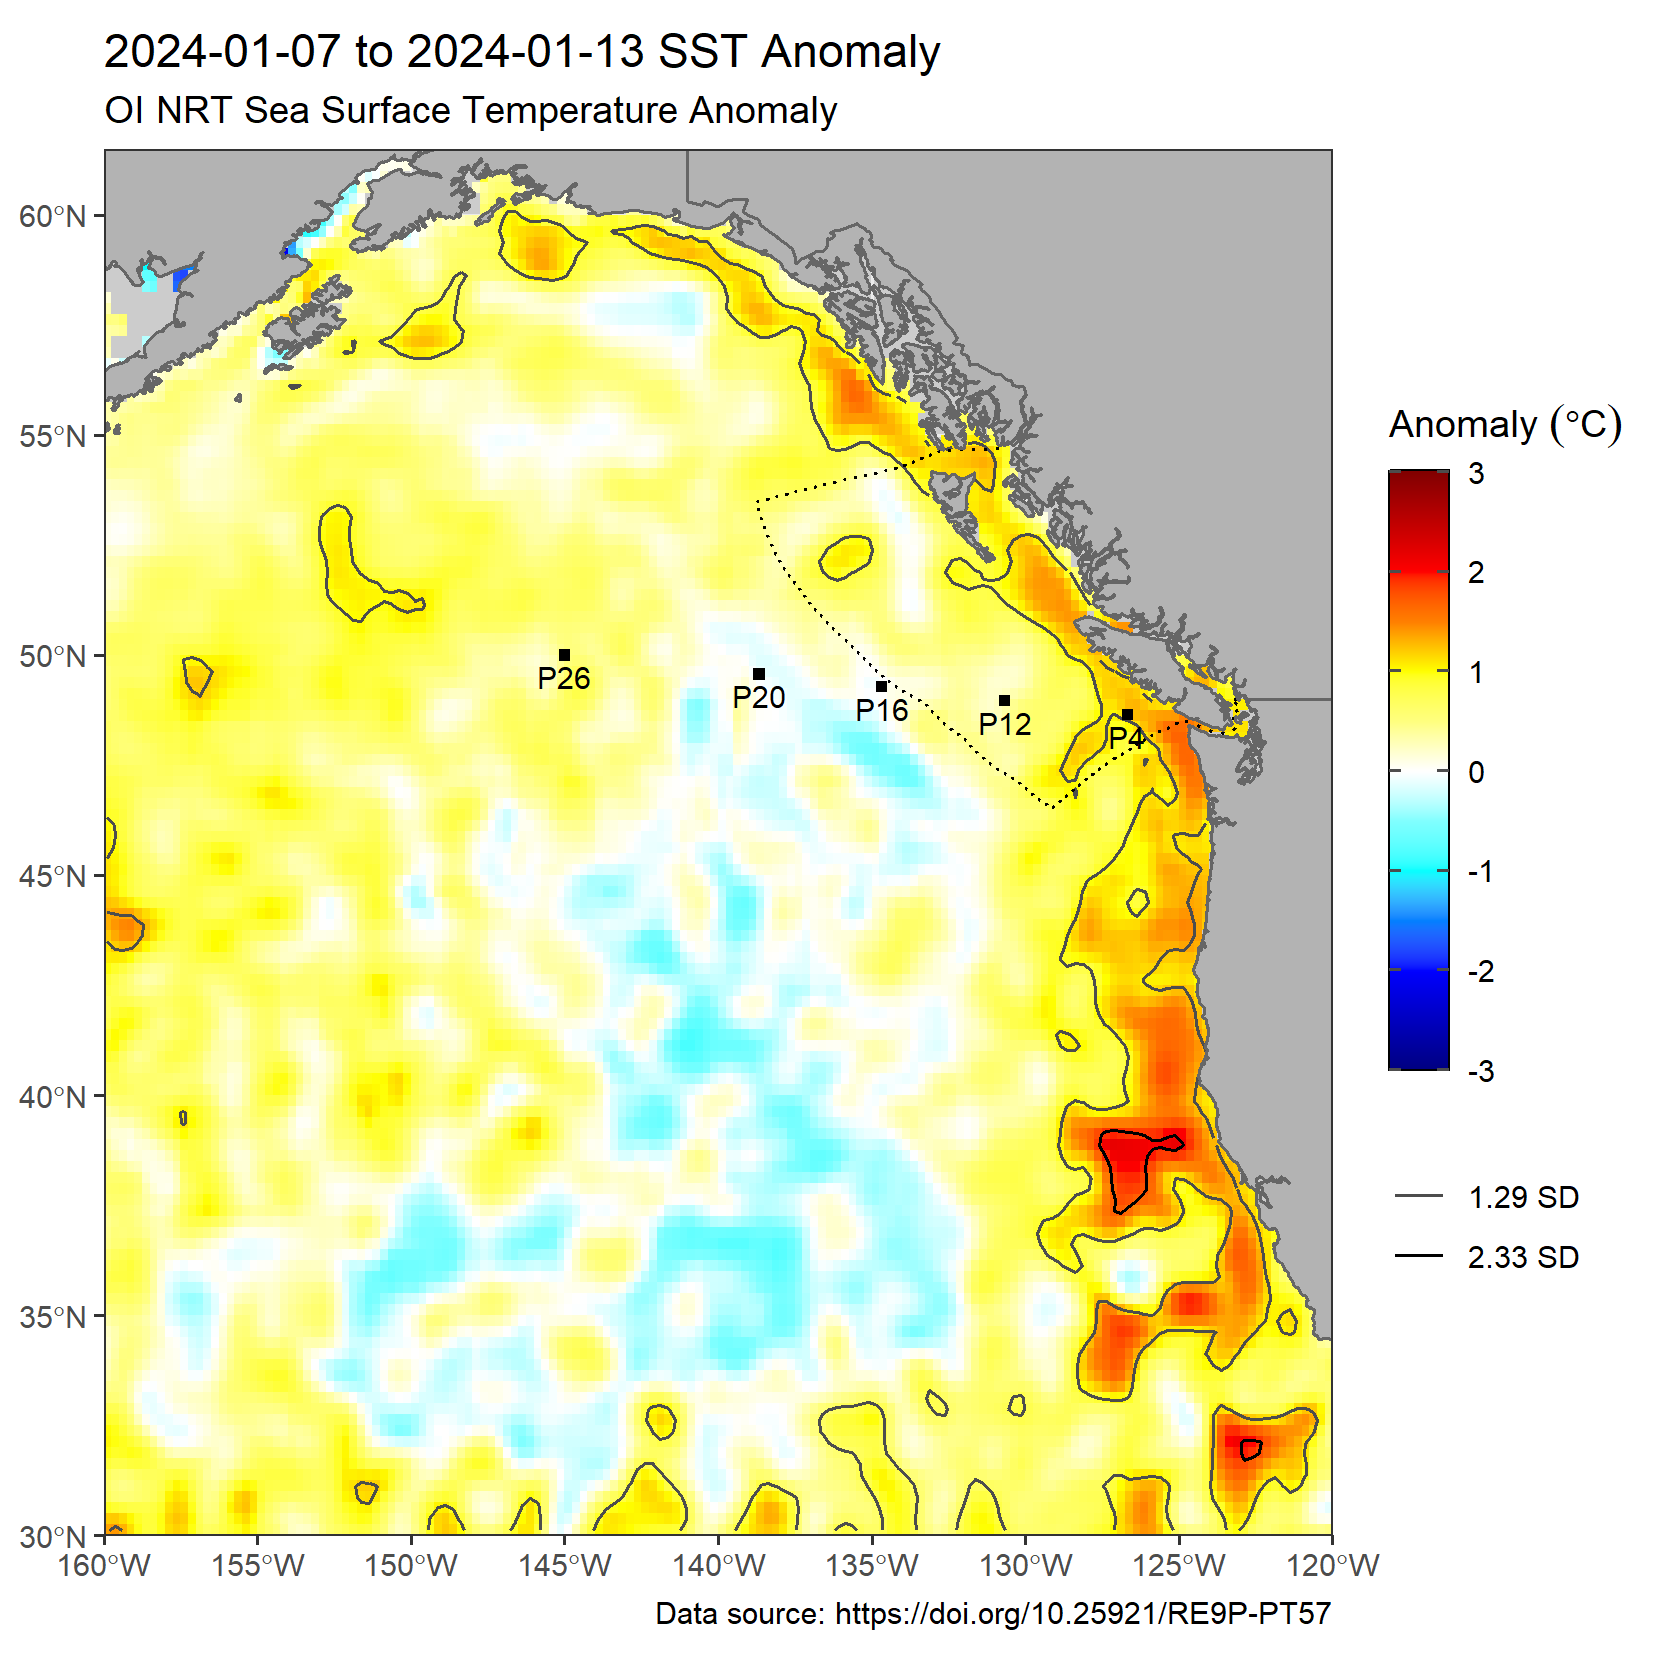 2024-01-07 to 2024-01-13 SST Anomaly
OI NRT Sea Surface Temperature Anomaly
60°N
55°N
50°N
45°N
40°N
35°N
30°N
160°W
155°W
150°W
145°W
140°W
135°W
130°W
125°W
120°W
P26
P20
P16
P12
P4
Anomaly (°C)
3
2
1
0
-1
-2
-3
1.29 SD
2.33 SD
Data source: https://doi.org/10.25921/RE9P-PT57